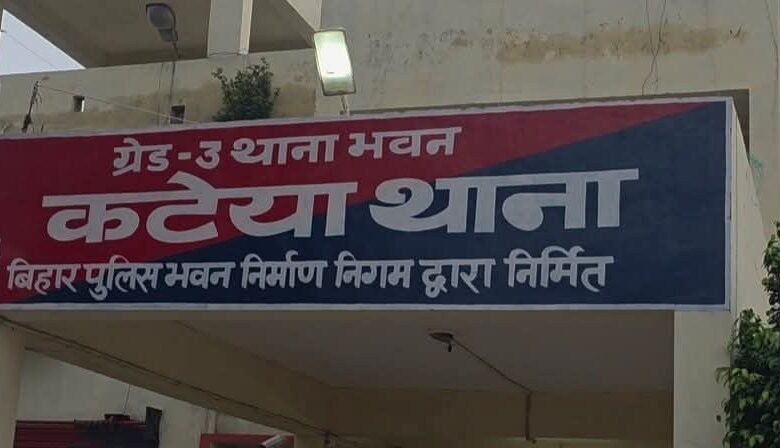 ग्रेड - 3 थाना भवन
कटेया थाना
बिहार पुलिस भवन निर्माण निगम द्वारा निर्मित